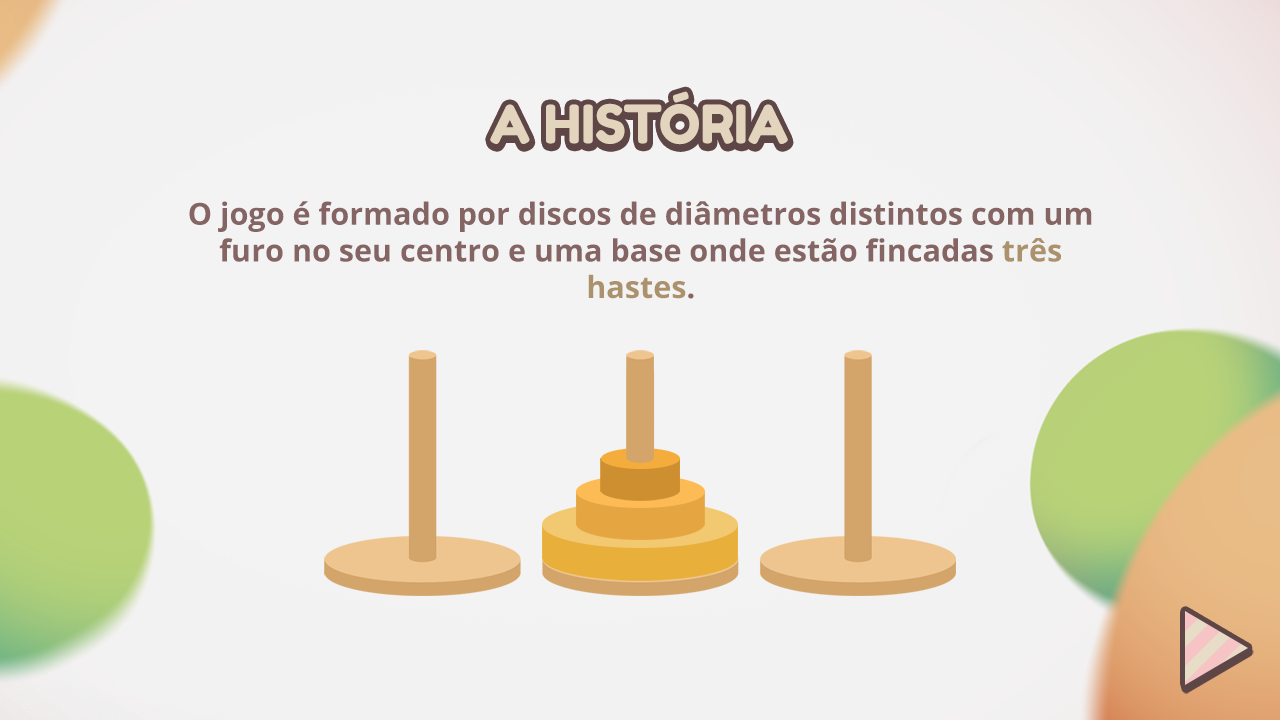 A HISTÓRIA
O jogo é formado por discos de diâmetros distintos com um
furo no seu centro e uma base onde estão fincadas três
hastes.